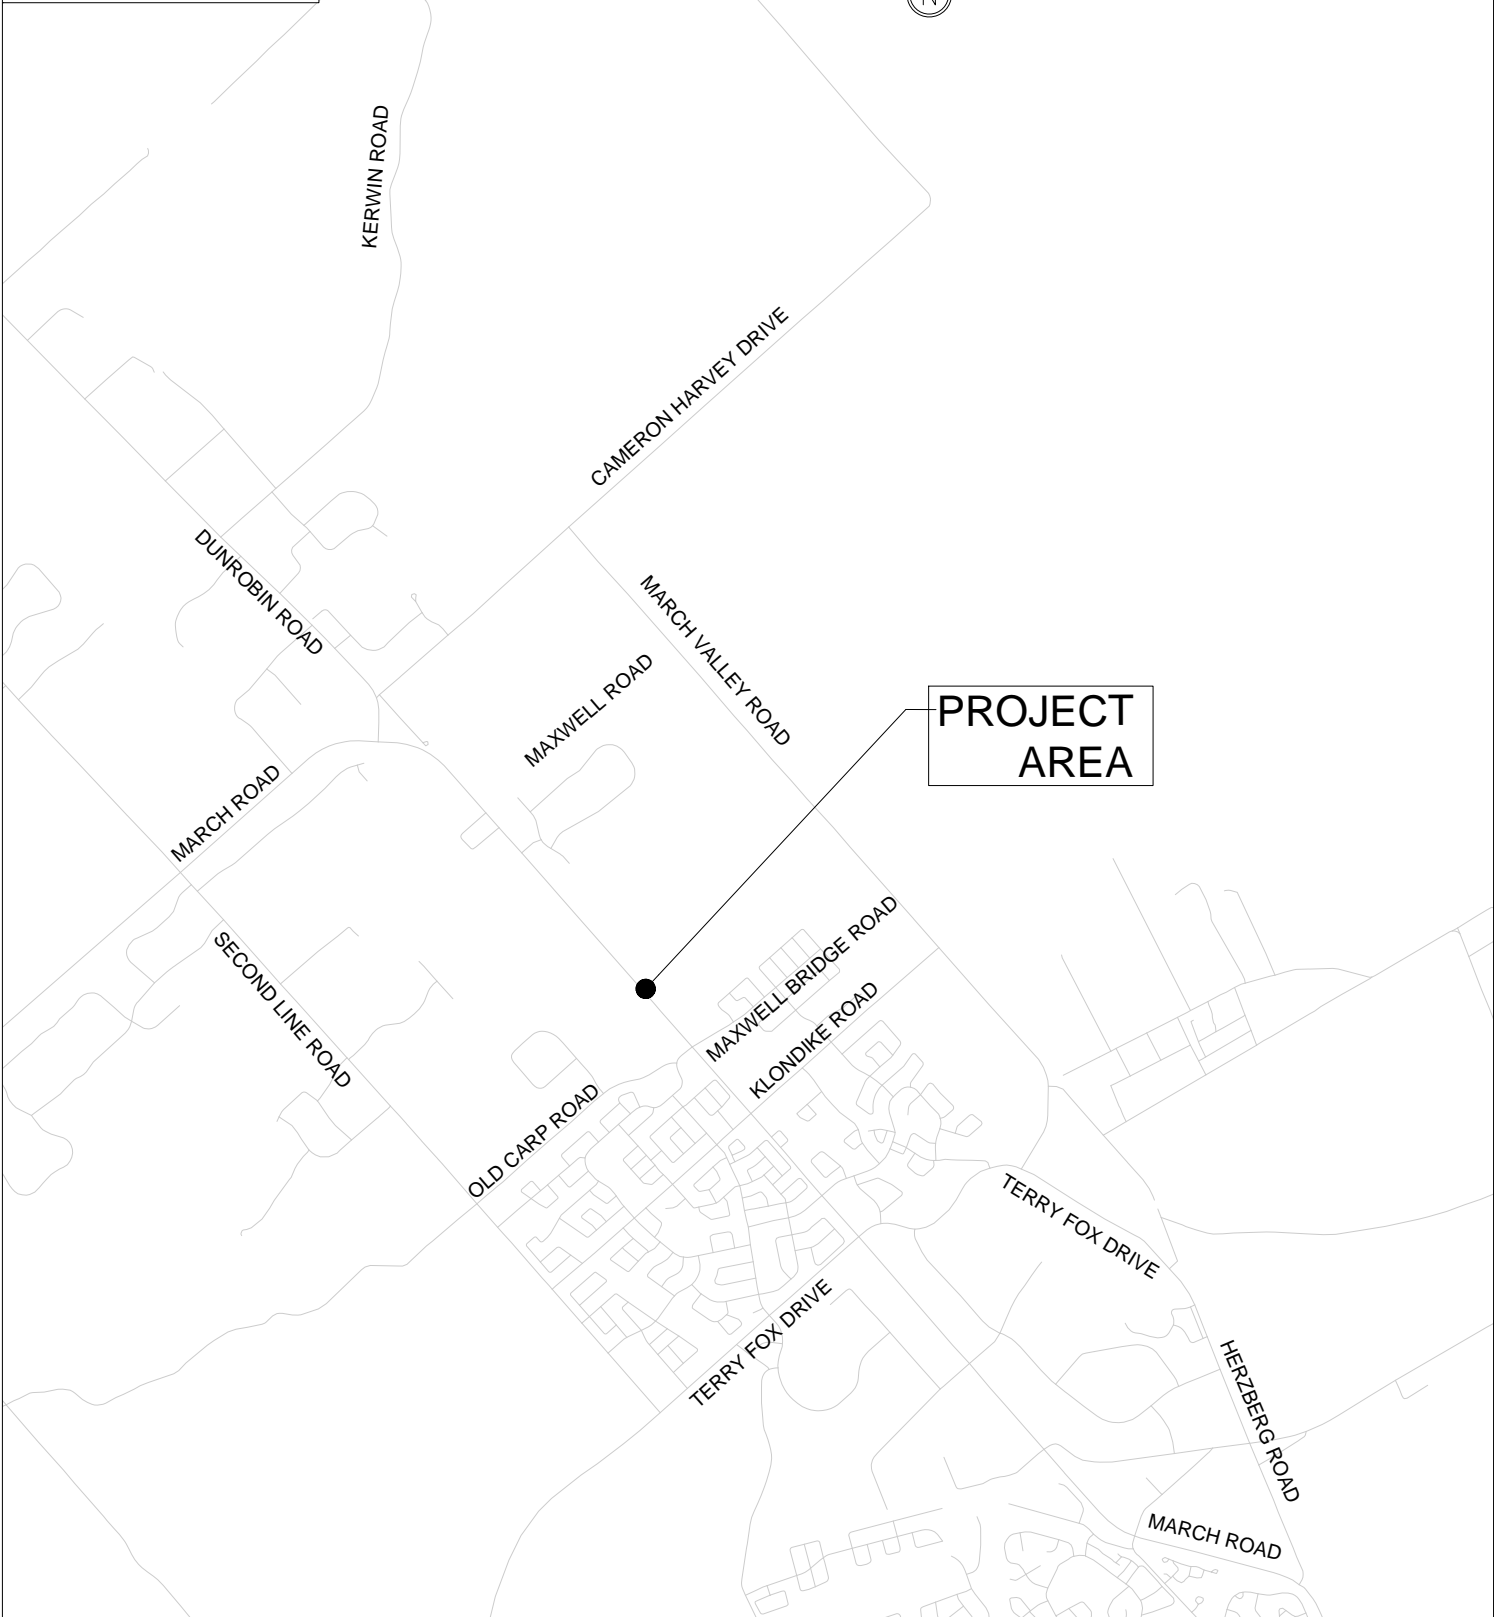 KERWIN ROAD
CAMERON HARVEY DRIVE
DUNROBIN ROAD
MARCH VALLEY ROAD
MAXWELL ROAD
PROJECT
AREA
MARCH ROAD
MAXWELL BRIDGE ROAD
SECOND LINE ROAD
KLONDIKE ROAD
OLD CARP ROAD
TERRY FOX DRIVE
TERRY FOX DRIVE
HERZBERG ROAD
MARCH ROAD